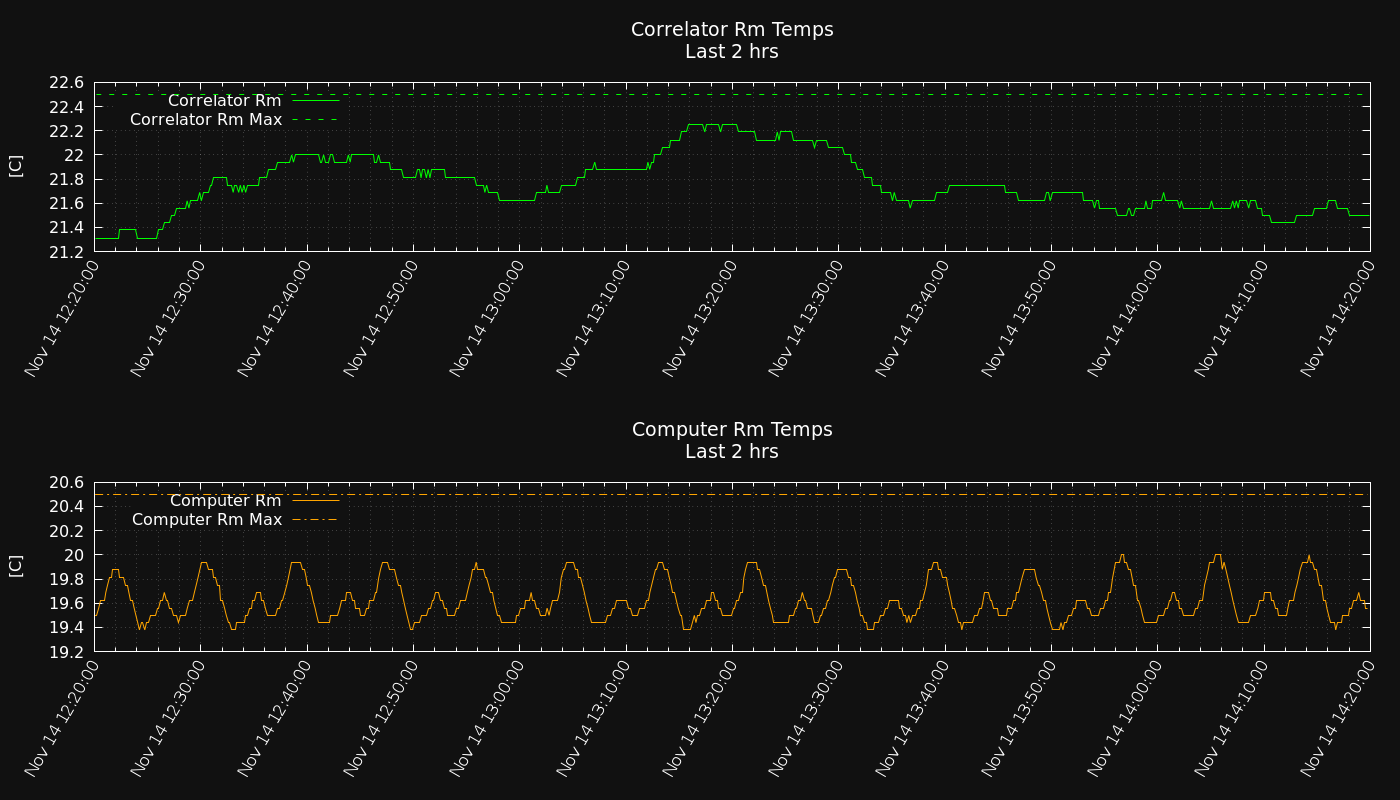 Correlator Rm Temps
Last 2 hrs
22.6
22.4
22.2
22
21.8
21.6
21.4
21.2
[C]
Correlator Rm
Correlator Rm Max
Nov 14 12:20:00
Nov 14 12:30:00
Nov 14 12:40:00
Nov 14 12:50:00
Nov 14 13:00:00
Nov 14 13:10:00
Nov 14 13:20:00
Nov 14 13:30:00
Nov 14 13:40:00
Nov 14 13:50:00
Nov 14 14:00:00
Nov 14 14:10:00
Nov 14 14:20:00
Computer Rm Temps
Last 2 hrs
20.6
20.4
20.2
20
19.8
19.6
19.4
19.2
[C]
Computer Rm
Computer Rm Max
Nov 14 12:20:00
Nov 14 12:30:00
Nov 14 12:40:00
Nov 14 12:50:00
Nov 14 13:00:00
Nov 14 13:10:00
Nov 14 13:20:00
Nov 14 13:30:00
Nov 14 13:40:00
Nov 14 13:50:00
Nov 14 14:00:00
Nov 14 14:10:00
Nov 14 14:20:00